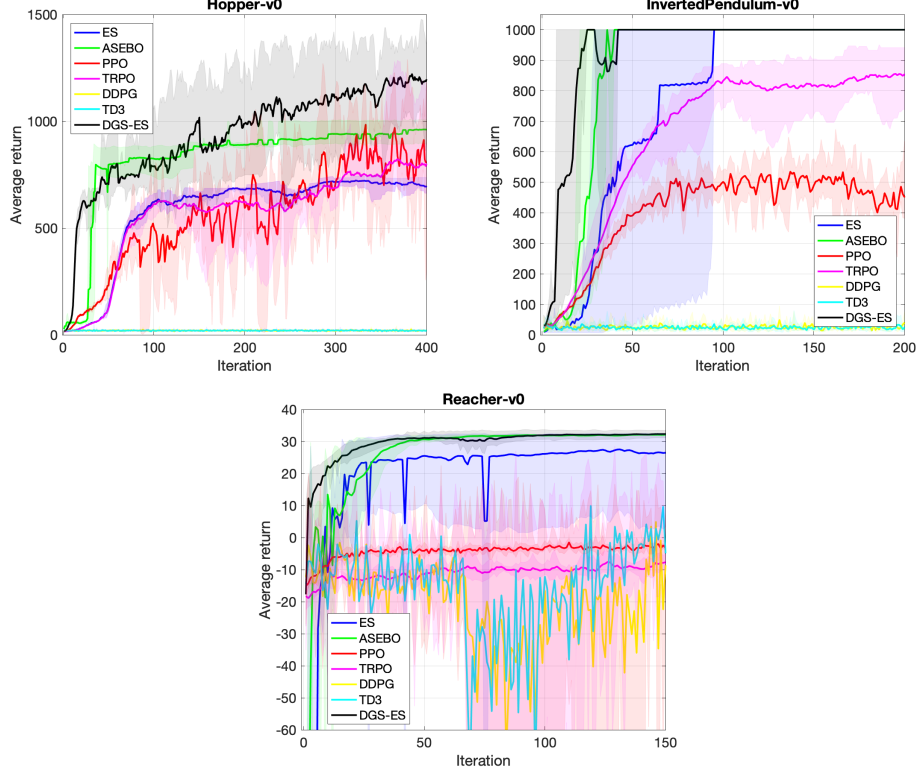 Hopper-v0
1500
1000
500
0
Average return
ES
ASEBO
PPO
TRPO
DDPG
TD3
DGS-ES
0
100
200
300
400
Iteration
InvertedPendulum-v0
1000
900
800
700
600
500
400
300
200
100
0
Average return
ES
ASEBO
PPO
TRPO
DDPG
TD3
DGS-ES
0
50
100
150
200
Iteration
Reacher-v0
40
30
20
10
0
-10
-20
-30
-40
-50
-60
Average return
ES
ASEBO
PPO
TRPO
DDPG
TD3
DGS-ES
0
50
100
150
Iteration